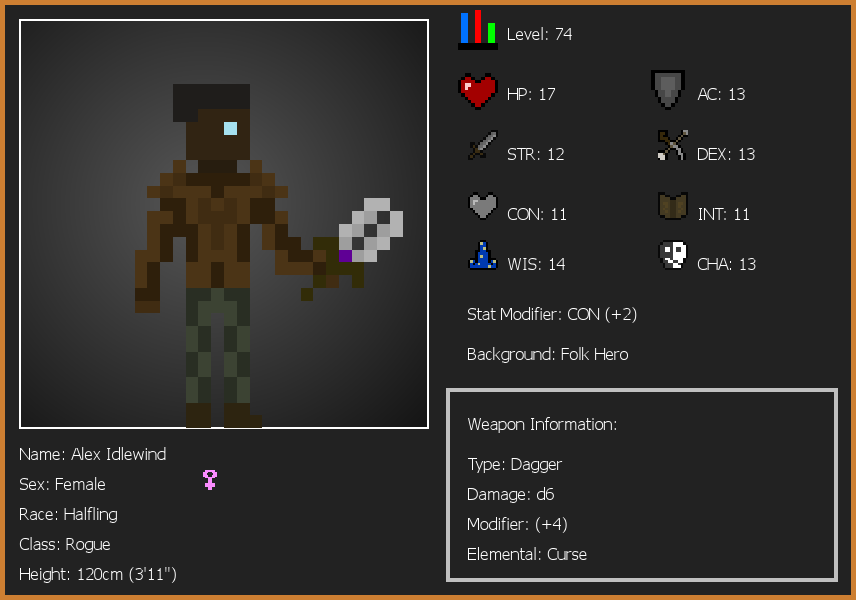 Level: 74
HP: 17
AC: 13
STR: 12
DEX: 13
CON: 11
INT: 11
WIS: 14
CHA: 13
Stat Modifier: CON (+2)
Background: Folk Hero
Weapon Information:
Type: Dagger
Damage: d6
Modifier: (+4)
Elemental: Curse
Name: Alex Idlewind
Sex: Female
Race: Halfling
Class: Rogue
Height: 120cm (3'11")